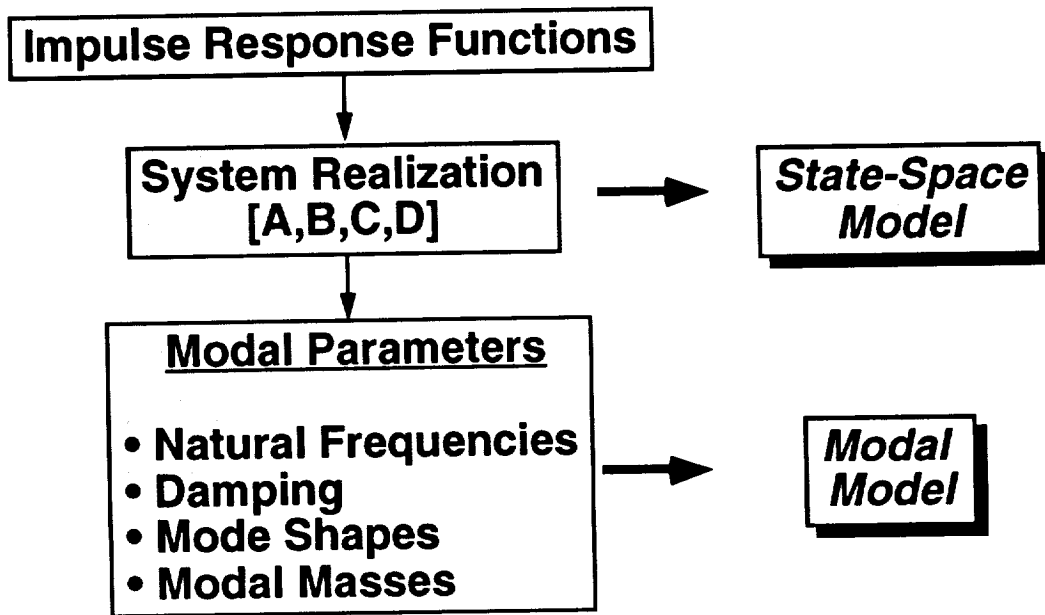 Impulse Response Functions
System Realization
[A,B,C,D]
State-Space
Model
Modal Parameters
• Natural Frequencies
• Damping
• Mode Shapes
• Modal Masses
Modal
Model